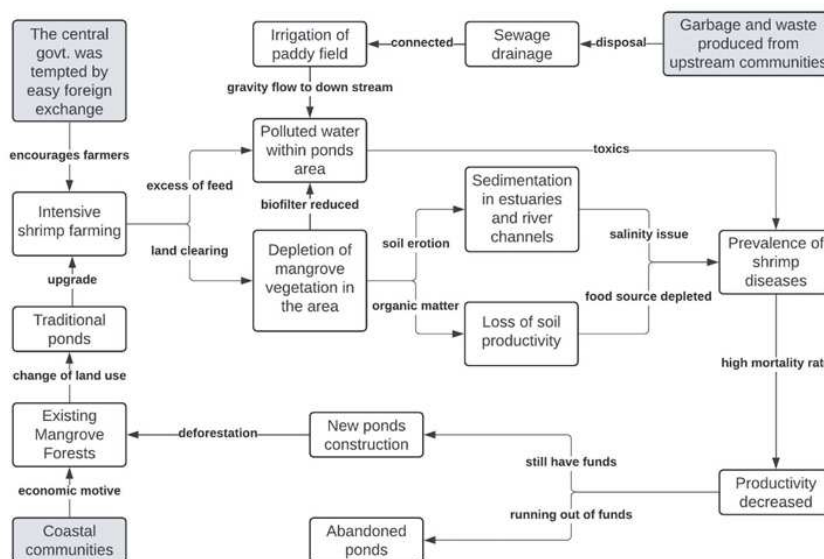 The central
govt. was
tempted by
easy foreign
exchange
Irrigation of
paddy field
connected
Sewage
drainage
disposal
Garbage and waste
produced from
upstream communities
gravity flow to down stream
encourages farmers
Polluted water
within ponds
area
toxics
excess of feed
biofilter reduced
Intensive
shrimp farming
land clearing
Depletion of
mangrove
vegetation in
the area
soil erotion
organic matter
Sedimentation
in estuaries
and river
channels
salinity issue
food source depleted
Prevalence of
shrimp
diseases
Loss of soil
productivity
upgrade
Traditional
ponds
change of land use
high mortality rate
Existing
Mangrove
Forests
deforestation
New ponds
construction
still have funds
running out of funds
Productivity
decreased
economic motive
Coastal
communities
Abandoned
ponds